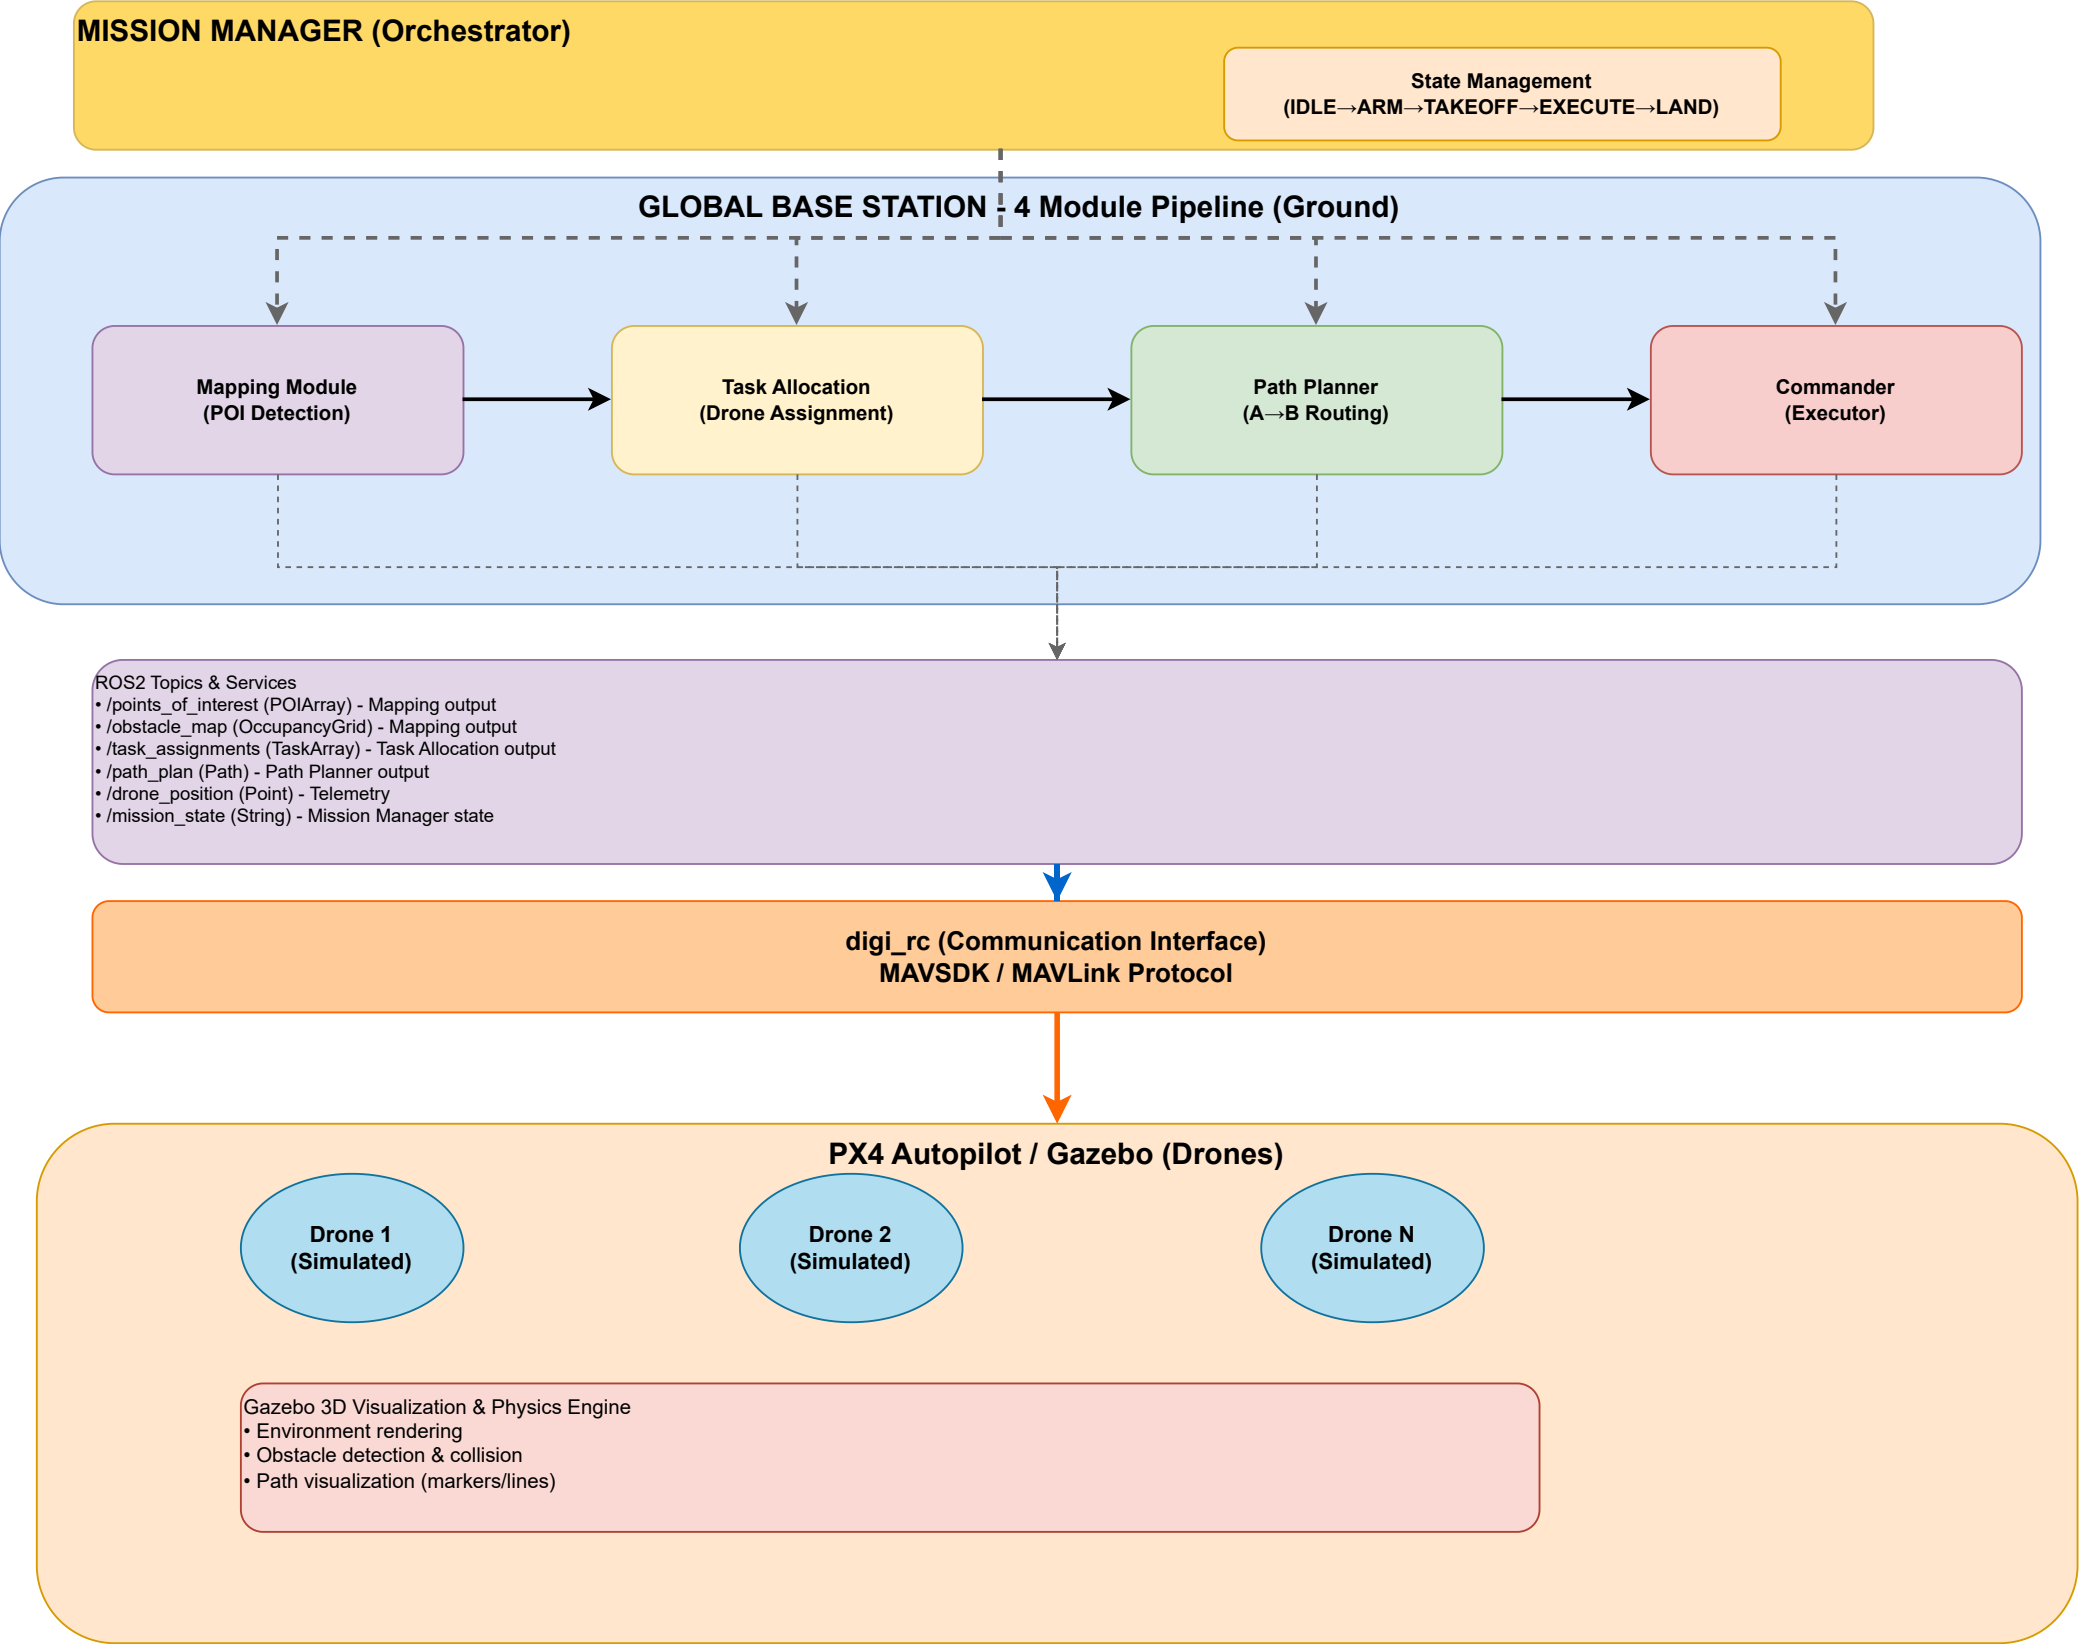 MISSION MANAGER (Orchestrator)
State Management
(IDLE→ARM→TAKEOFF→EXECUTE→LAND)
GLOBAL BASE STATION - 4 Module Pipeline (Ground)
Mapping Module
(POI Detection)
Task Allocation
(Drone Assignment)
Path Planner
(A→B Routing)
Commander
(Executor)
ROS2 Topics & Services
• /points_of_interest (POIArray) - Mapping output
• /obstacle_map (OccupancyGrid) - Mapping output
• /task_assignments (TaskArray) - Task Allocation output
• /path_plan (Path) - Path Planner output
• /drone_position (Point) - Telemetry
• /mission_state (String) - Mission Manager state
digi_rc (Communication Interface)
MAVSDK / MAVLink Protocol
PX4 Autopilot / Gazebo (Drones)
Drone 1
(Simulated)
Drone 2
(Simulated)
Drone N
(Simulated)
Gazebo 3D Visualization & Physics Engine
• Environment rendering
• Obstacle detection & collision
• Path visualization (markers/lines)